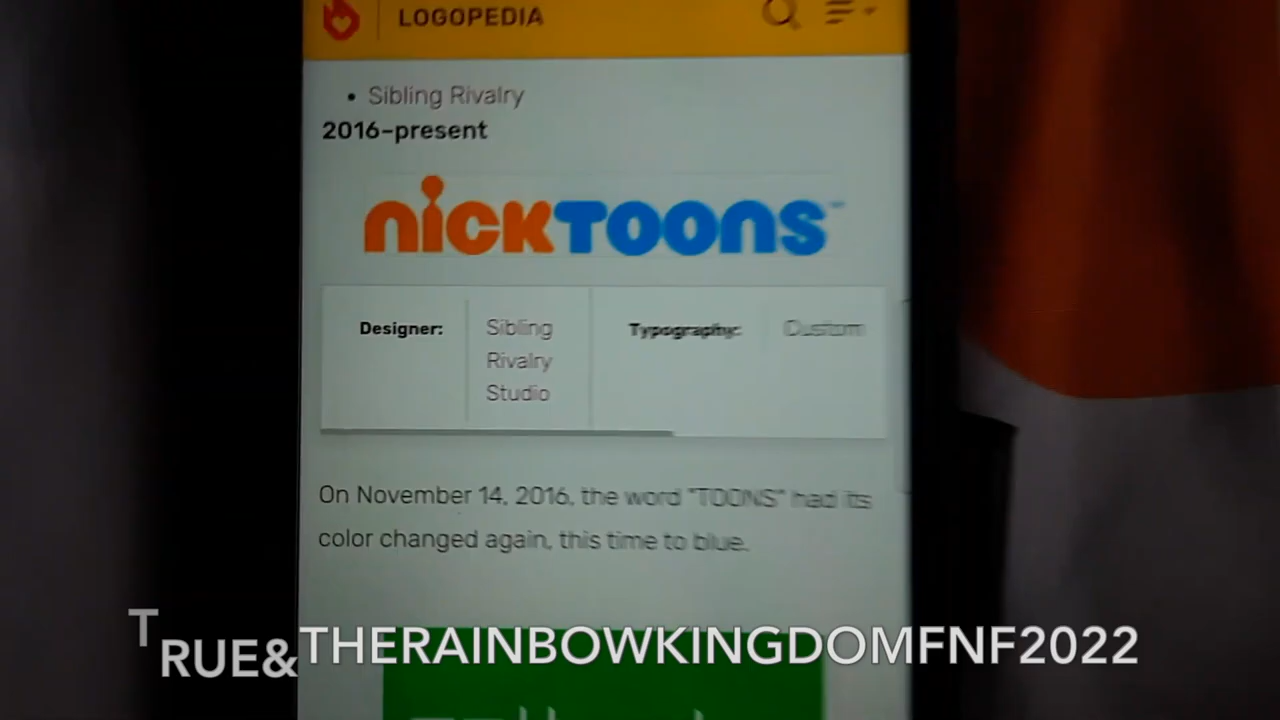 LOGOPEDIA
• Sibling Rivalry
2016–present
nickTOONS™
Designer: Sibling Rivalry Studio Typography: Custom
On November 14, 2016, the word "TOONS" had its
color changed again, this time to blue.
TRUE&THERAINBOWKINGDOMFNF2022